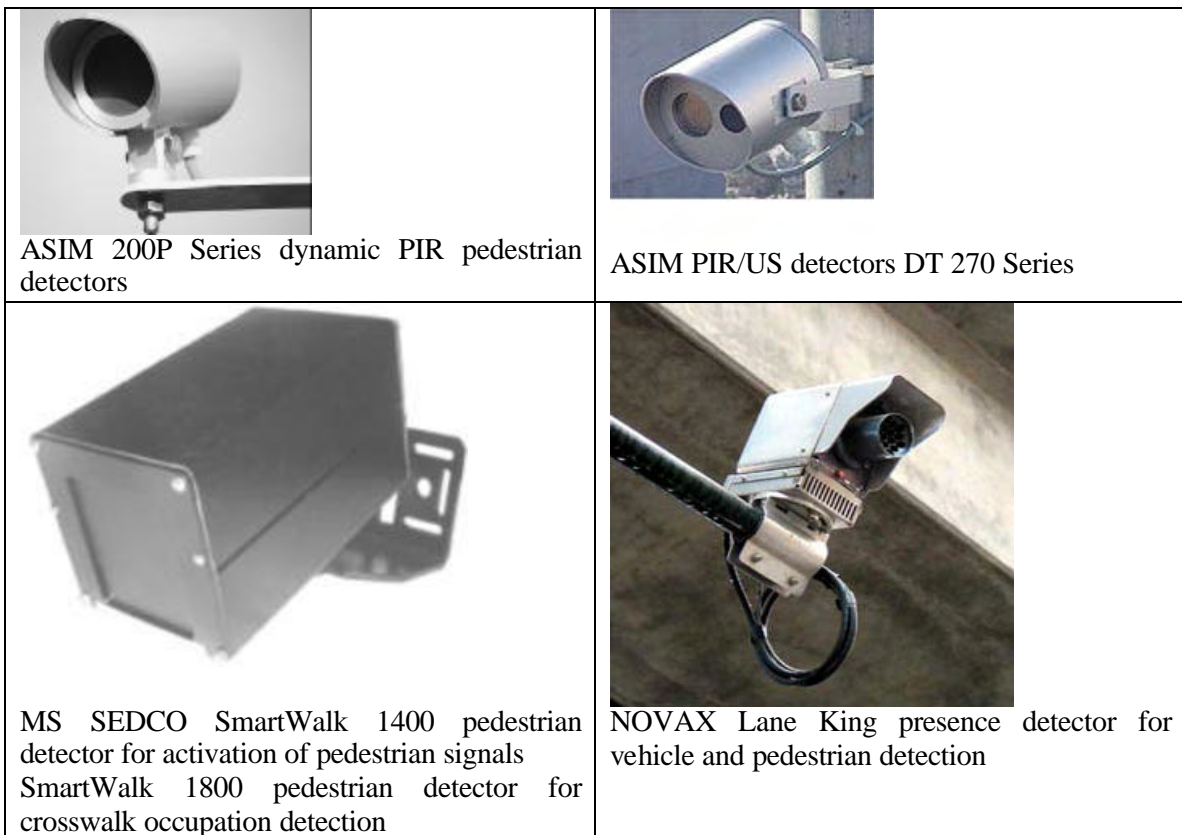 ASIM 200P Series dynamic PIR pedestrian
detectors
ASIM PIR/US detectors DT 270 Series
MS SEDCO SmartWalk 1400 pedestrian
detector for activation of pedestrian signals
SmartWalk 1800 pedestrian detector for
crosswalk occupation detection
NOVAX Lane King presence detector for
vehicle and pedestrian detection